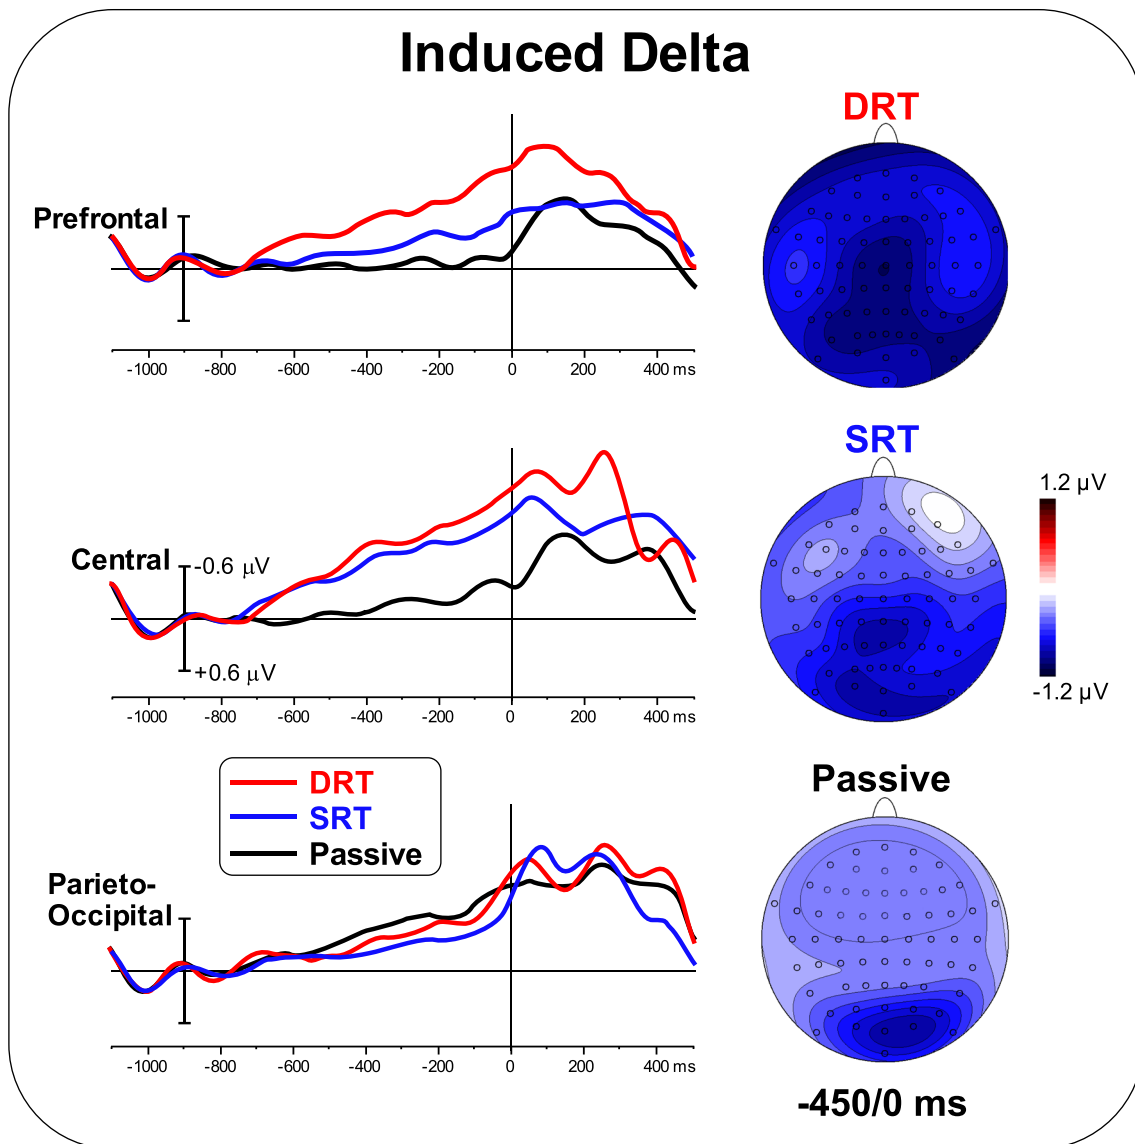 Induced Delta
DRT
Prefrontal
-1000 -800 -600 -400 -200 0 200 400 ms
SRT
1.2 µV
-1.2 µV
Central
-0.6 µV
+0.6 µV
-1000 -800 -600 -400 -200 0 200 400 ms
DRT
SRT
Passive
Passive
Parieto-
Occipital
-1000 -800 -600 -400 -200 0 200 400 ms
-450/0 ms